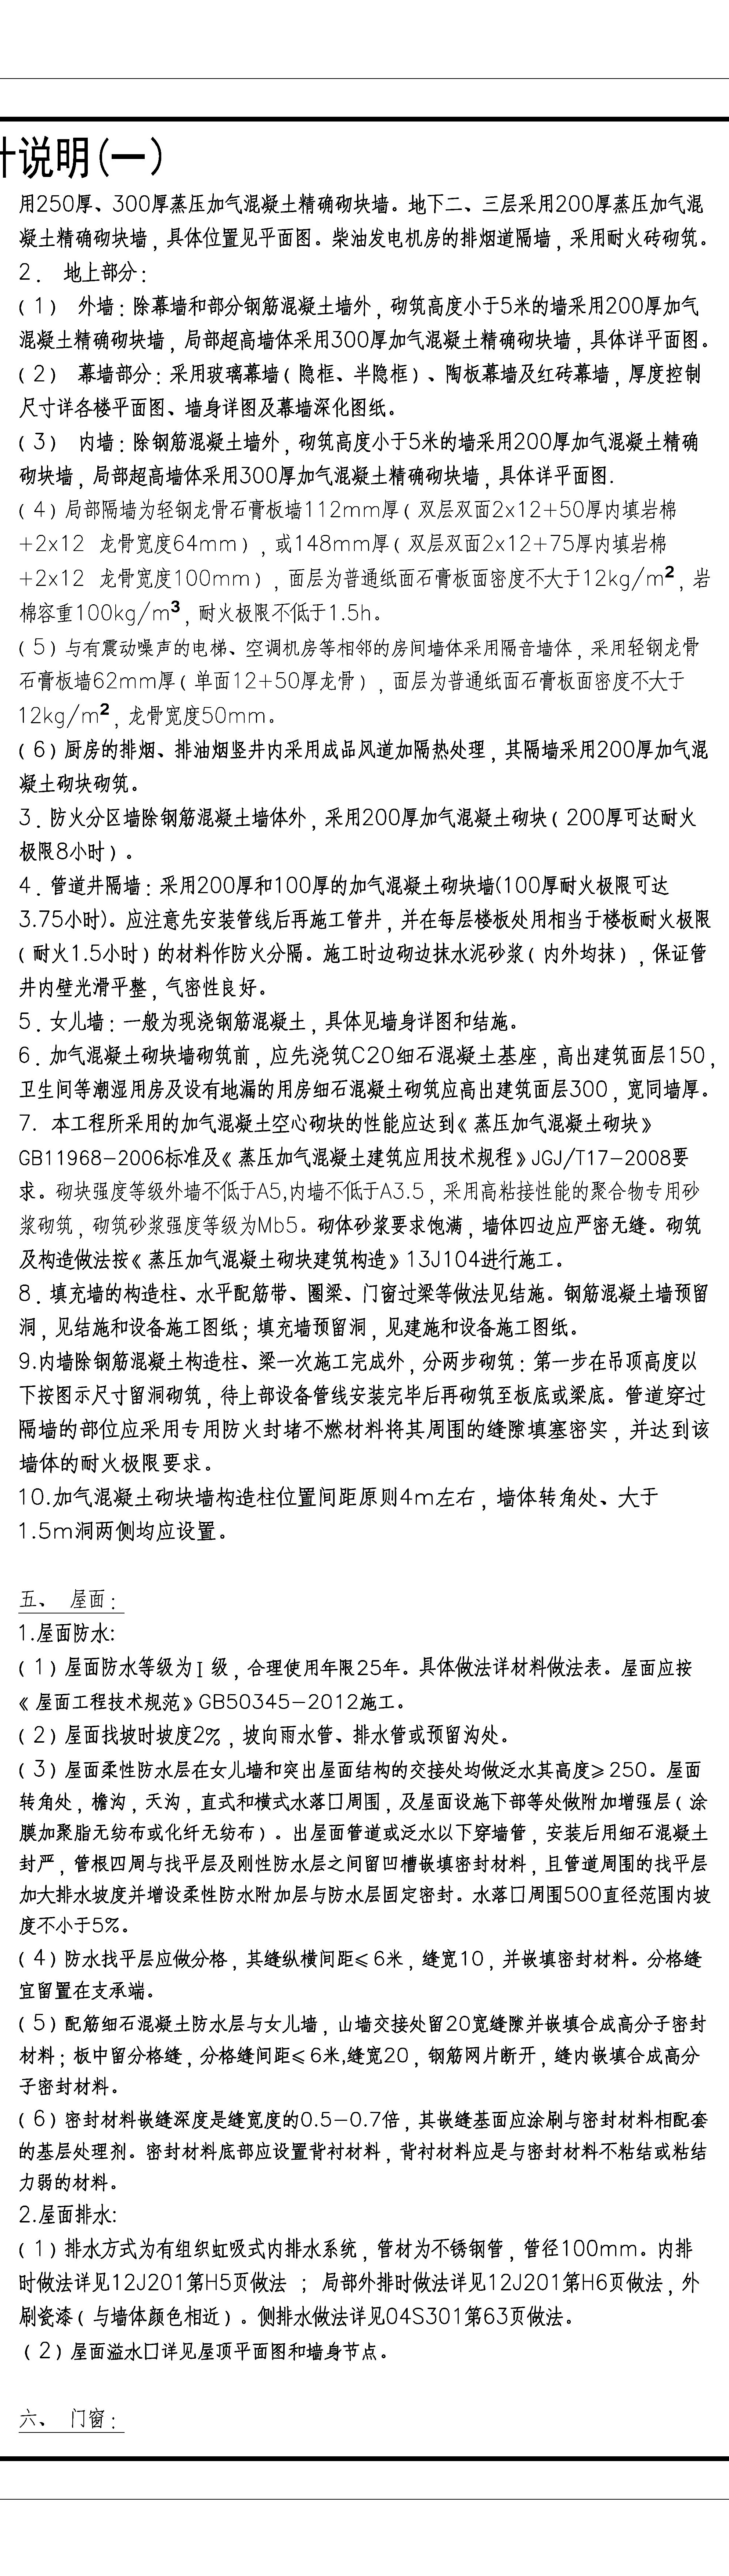 计说明(一)
用250厚、300厚蒸压加气混凝土精确砌块墙。地下二、三层采用200厚蒸压加气混
凝土精确砌块墙，具体位置见平面图。柴油发电机房的排烟道隔墙，采用耐火砖砌筑。
2． 地上部分：
（1） 外墙：除幕墙和部分钢筋混凝土墙外，砌筑高度小于5米的墙采用200厚加气
混凝土精确砌块墙，局部超高墙体采用300厚加气混凝土精确砌块墙，具体详平面图。
（2） 幕墙部分：采用玻璃幕墙（隐框、半隐框）、陶板幕墙及红砖幕墙，厚度控制
尺寸详各楼平面图、墙身详图及幕墙深化图纸。
（3） 内墙：除钢筋混凝土墙外，砌筑高度小于5米的墙采用200厚加气混凝土精确
砌块墙，局部超高墙体采用300厚加气混凝土精确砌块墙，具体详平面图.
（4）局部隔墙为轻钢龙骨石膏板墙112mm厚（双层双面2x12+50厚内填岩棉
+2x12 龙骨宽度64mm），或148mm厚（双层双面2x12+75厚内填岩棉
+2x12 龙骨宽度100mm），面层为普通纸面石膏板面密度不大于12kg/m²，岩
棉容重100kg/m³，耐火极限不低于1.5h。
（5）与有震动噪声的电梯、空调机房等相邻的房间墙体采用隔音墙体，采用轻钢龙骨
石膏板墙62mm厚（单面12+50厚龙骨），面层为普通纸面石膏板面密度不大于
12kg/m²，龙骨宽度50mm。
（6）厨房的排烟、排油烟竖井内采用成品风道加隔热处理，其隔墙采用200厚加气混
凝土砌块砌筑。
3．防火分区墙除钢筋混凝土墙体外，采用200厚加气混凝土砌块（200厚可达耐火
极限8小时）。
4．管道井隔墙：采用200厚和100厚的加气混凝土砌块墙(100厚耐火极限可达
3.75小时)。应注意先安装管线后再施工管井，并在每层楼板处用相当于楼板耐火极限
（耐火1.5小时）的材料作防火分隔。施工时边砌边抹水泥砂浆（内外均抹），保证管
井内壁光滑平整，气密性良好。
5．女儿墙：一般为现浇钢筋混凝土，具体见墙身详图和结施。
6．加气混凝土砌块墙砌筑前，应先浇筑C20细石混凝土基座，高出建筑面层150，
卫生间等潮湿用房及设有地漏的用房细石混凝土砌筑应高出建筑面层300，宽同墙厚。
7. 本工程所采用的加气混凝土空心砌块的性能应达到《蒸压加气混凝土砌块》
GB11968-2006标准及《蒸压加气混凝土建筑应用技术规程》JGJ/T17-2008要
求。砌块强度等级外墙不低于A5,内墙不低于A3.5，采用高粘接性能的聚合物专用砂
浆砌筑，砌筑砂浆强度等级为Mb5。砌体砂浆要求饱满，墙体四边应严密无缝。砌筑
及构造做法按《蒸压加气混凝土砌块建筑构造》13J104进行施工。
8．填充墙的构造柱、水平配筋带、圈梁、门窗过梁等做法见结施。钢筋混凝土墙预留
洞，见结施和设备施工图纸；填充墙预留洞，见建施和设备施工图纸。
9.内墙除钢筋混凝土构造柱、梁一次施工完成外，分两步砌筑：第一步在吊顶高度以
下按图示尺寸留洞砌筑，待上部设备管线安装完毕后再砌筑至板底或梁底。管道穿过
隔墙的部位应采用专用防火封堵不燃材料将其周围的缝隙填塞密实，并达到该
墙体的耐火极限要求。
10.加气混凝土砌块墙构造柱位置间距原则4m左右，墙体转角处、大于
1.5m洞两侧均应设置。
五、 屋面：
1.屋面防水:
（1）屋面防水等级为Ⅰ级，合理使用年限25年。具体做法详材料做法表。屋面应按
《屋面工程技术规范》GB50345-2012施工。
（2）屋面找坡时坡度2%，坡向雨水管、排水管或预留沟处。
（3）屋面柔性防水层在女儿墙和突出屋面结构的交接处均做泛水其高度≥250。屋面
转角处，檐沟，天沟，直式和横式水落口周围，及屋面设施下部等处做附加增强层（涂
膜加聚脂无纺布或化纤无纺布）。出屋面管道或泛水以下穿墙管，安装后用细石混凝土
封严，管根四周与找平层及刚性防水层之间留凹槽嵌填密封材料，且管道周围的找平层
加大排水坡度并增设柔性防水附加层与防水层固定密封。水落口周围500直径范围内坡
度不小于5%。
（4）防水找平层应做分格，其缝纵横间距≤6米，缝宽10，并嵌填密封材料。分格缝
宜留置在支承端。
（5）配筋细石混凝土防水层与女儿墙，山墙交接处留20宽缝隙并嵌填合成高分子密封
材料；板中留分格缝，分格缝间距≤6米,缝宽20，钢筋网片断开，缝内嵌填合成高分
子密封材料。
（6）密封材料嵌缝深度是缝宽度的0.5-0.7倍，其嵌缝基面应涂刷与密封材料相配套
的基层处理剂。密封材料底部应设置背衬材料，背衬材料应是与密封材料不粘结或粘结
力弱的材料。
2.屋面排水:
（1）排水方式为有组织虹吸式内排水系统，管材为不锈钢管，管径100mm。内排
时做法详见12J201第H5页做法 ；局部外排时做法详见12J201第H6页做法，外
刷瓷漆（与墙体颜色相近）。侧排水做法详见04S301第63页做法。
（2）屋面溢水口详见屋顶平面图和墙身节点。
六、 门窗：